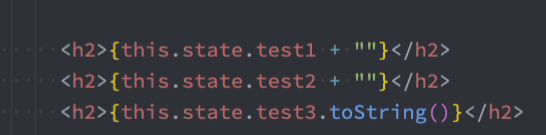 <h2>{this.state.test1 + ""}</h2>
<h2>{this.state.test2 + ""}</h2>
<h2>{this.state.test3.toString()}</h2>